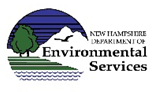 NEW HAMPSHIRE
DEPARTMENT OF
Environmental
Services